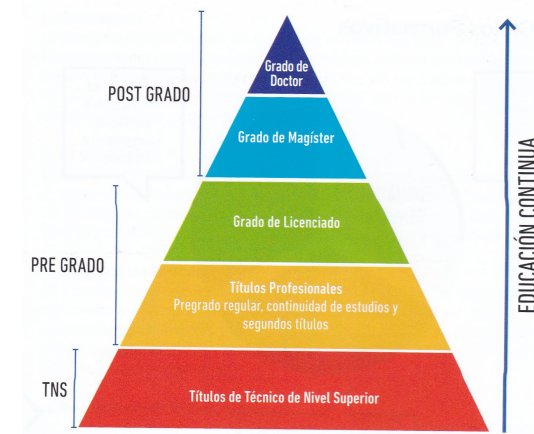 Grado de
Doctor
POST GRADO
Grado de Magíster
Grado de Licenciado
PRE GRADO
Títulos Profesionales
Pregrado regular, continuidad de estudios y
segundos títulos
TNS
Títulos de Técnico de Nivel Superior
EDUCACIÓN CONTINUA